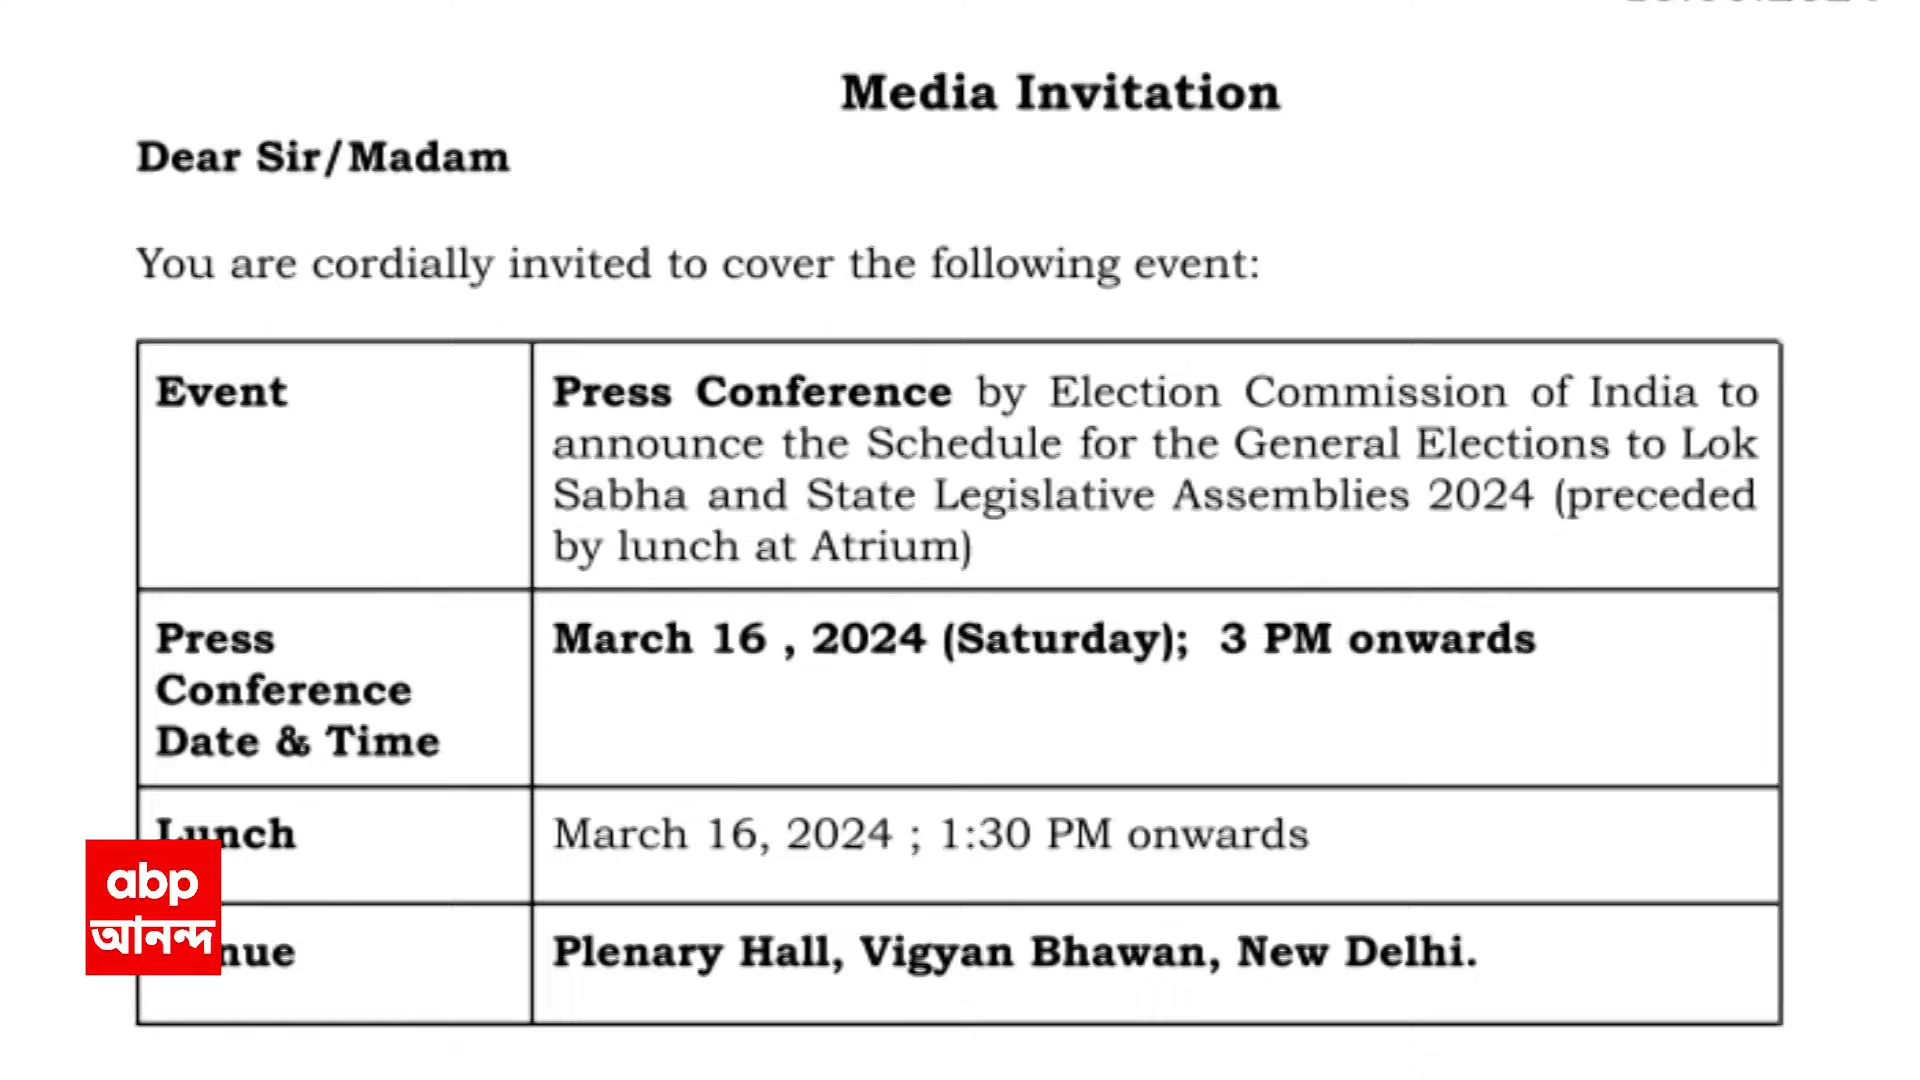 Media Invitation
Dear Sir/Madam
You are cordially invited to cover the following event:
Event
Press Conference by Election Commission of India to
announce the Schedule for the General Elections to Lok
Sabha and State Legislative Assemblies 2024 (preceded
by lunch at Atrium)
Press
Conference
Date & Time
March 16 , 2024 (Saturday); 3 PM onwards
Lunch
March 16, 2024 ; 1:30 PM onwards
nue
Plenary Hall, Vigyan Bhawan, New Delhi.
abp
আনন্দ